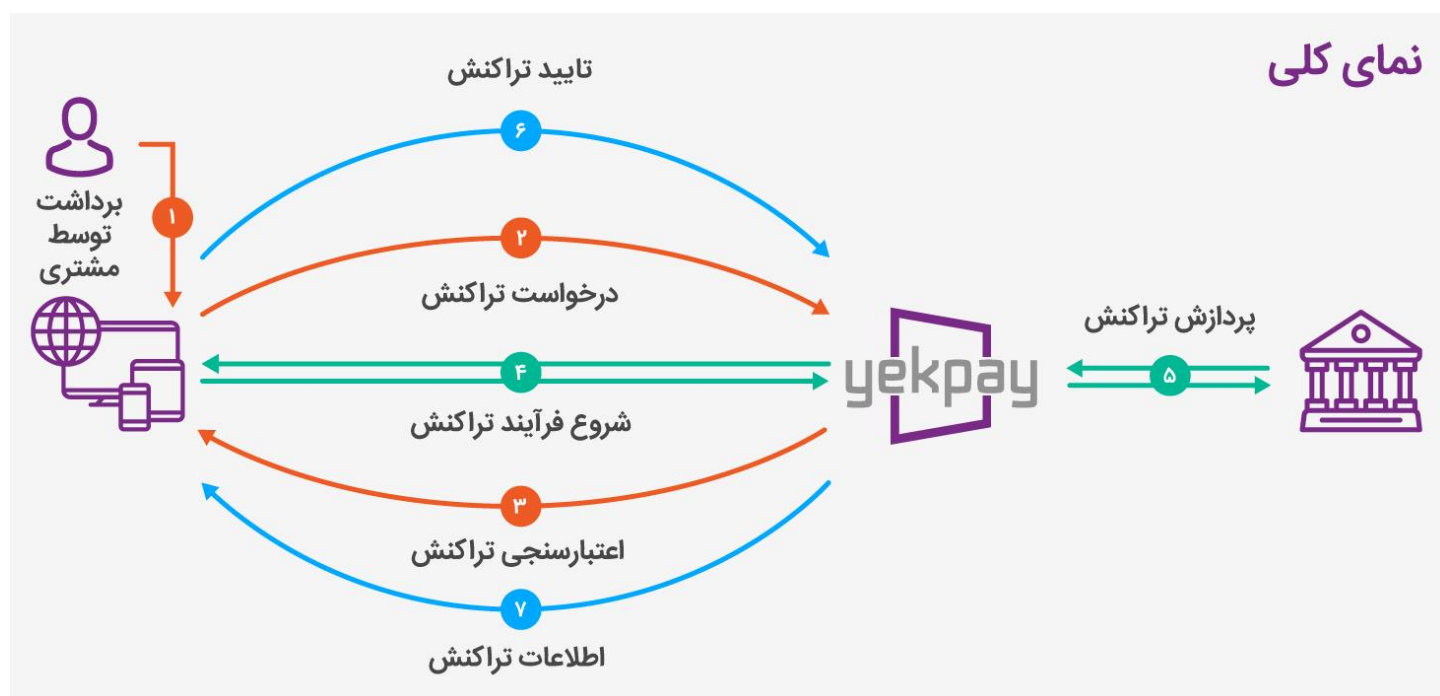 نمای کلی
تایید تراکنش
۶
برداشت
توسط
مشتری
۱
۲
درخواست تراکنش
پردازش تراکنش
yekpay
۴
۵
شروع فرآیند تراکنش
۳
اعتبارسنجی تراکنش
۷
اطلاعات تراکنش